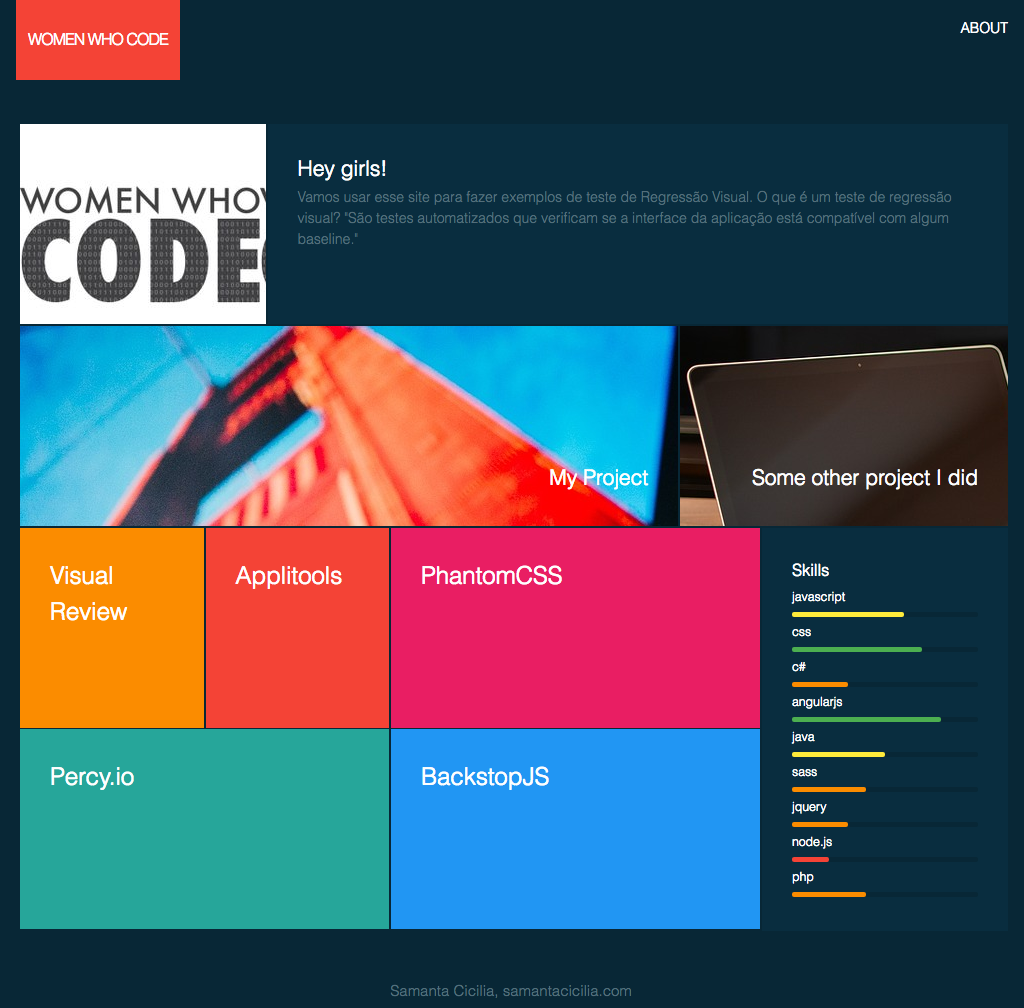 WOMEN WHO CODE
ABOUT
WOMEN WHO
CODE
Hey girls!
Vamos usar esse site para fazer exemplos de teste de Regressão Visual. O que é um teste de regressão
visual? "São testes automatizados que verificam se a interface da aplicação está compatível com algum
baseline."
My Project
Some other project I did
Visual
Review
Applitools
PhantomCSS
Percy.io
BackstopJS
Skills
javascript
css
c#
angularjs
java
sass
jquery
node.js
php
Samanta Cicilia, samantacicilia.com